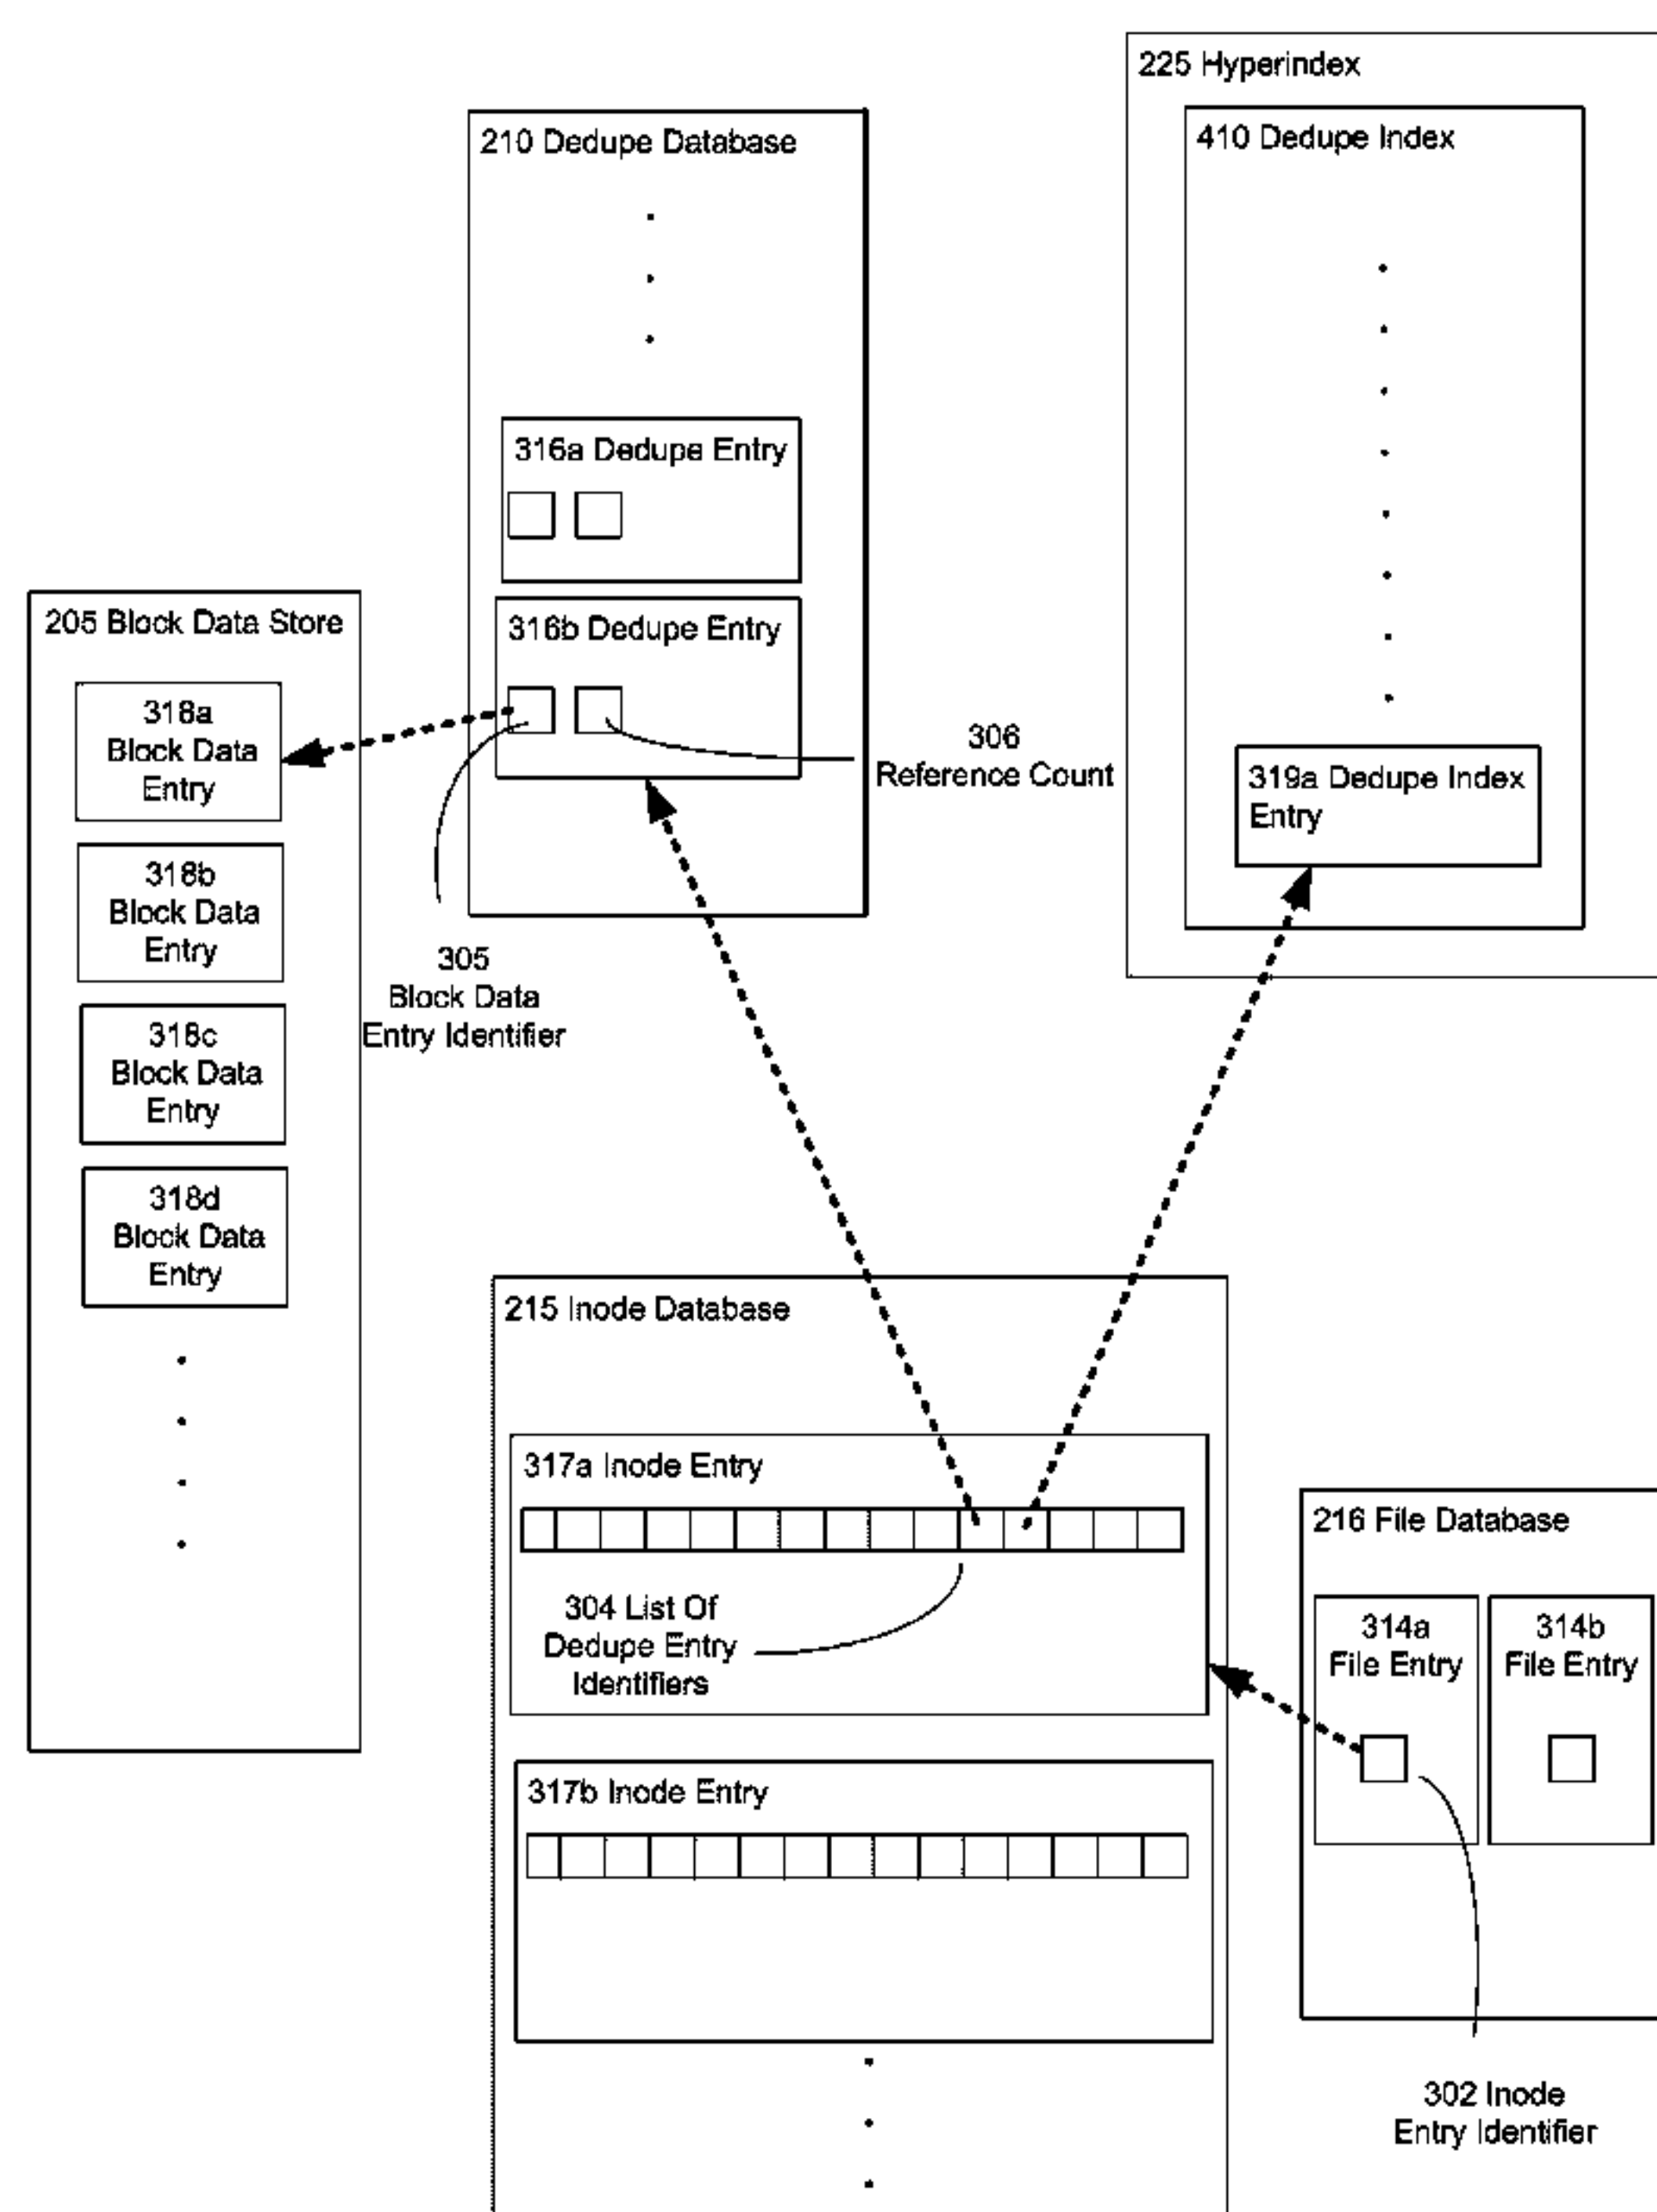 225 Hyperindex
410 Dedupe Index
210 Dedupe Database
316a Dedupe Entry
205 Block Data Store
316b Dedupe Entry
318a
Block Data
Entry
306
Reference Count
319a Dedupe Index
Entry
318b
Block Data
Entry
305
Block Data
Entry Identifier
318c
Block Data
Entry
318d
Block Data
Entry
215 Inode Database
317a Inode Entry
304 List Of
Dedupe Entry
Identifiers
216 File Database
314a
File Entry
314b
File Entry
317b Inode Entry
302 Inode
Entry Identifier